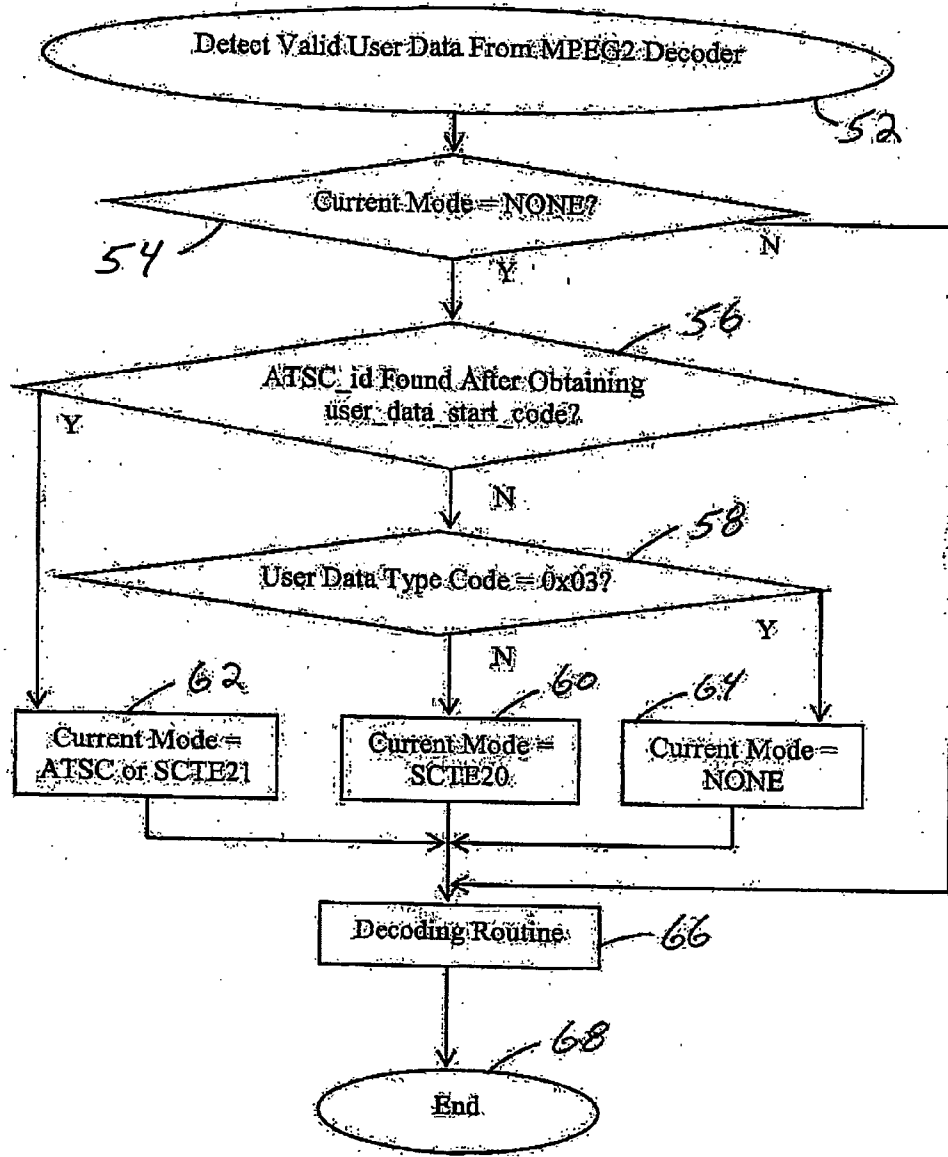 Detect Valid User Data From MPEG2 Decoder
52
Current Mode = NONE?
54
N
Y
56
ATSC_id Found After Obtaining
user_data_start_code?
Y
N
58
User Data Type Code = 0x03?
Y
N
62
60
64
Current Mode =
ATSC or SCTE21
Current Mode =
SCTE20
Current Mode =
NONE
Decoding Routine
66
68
End